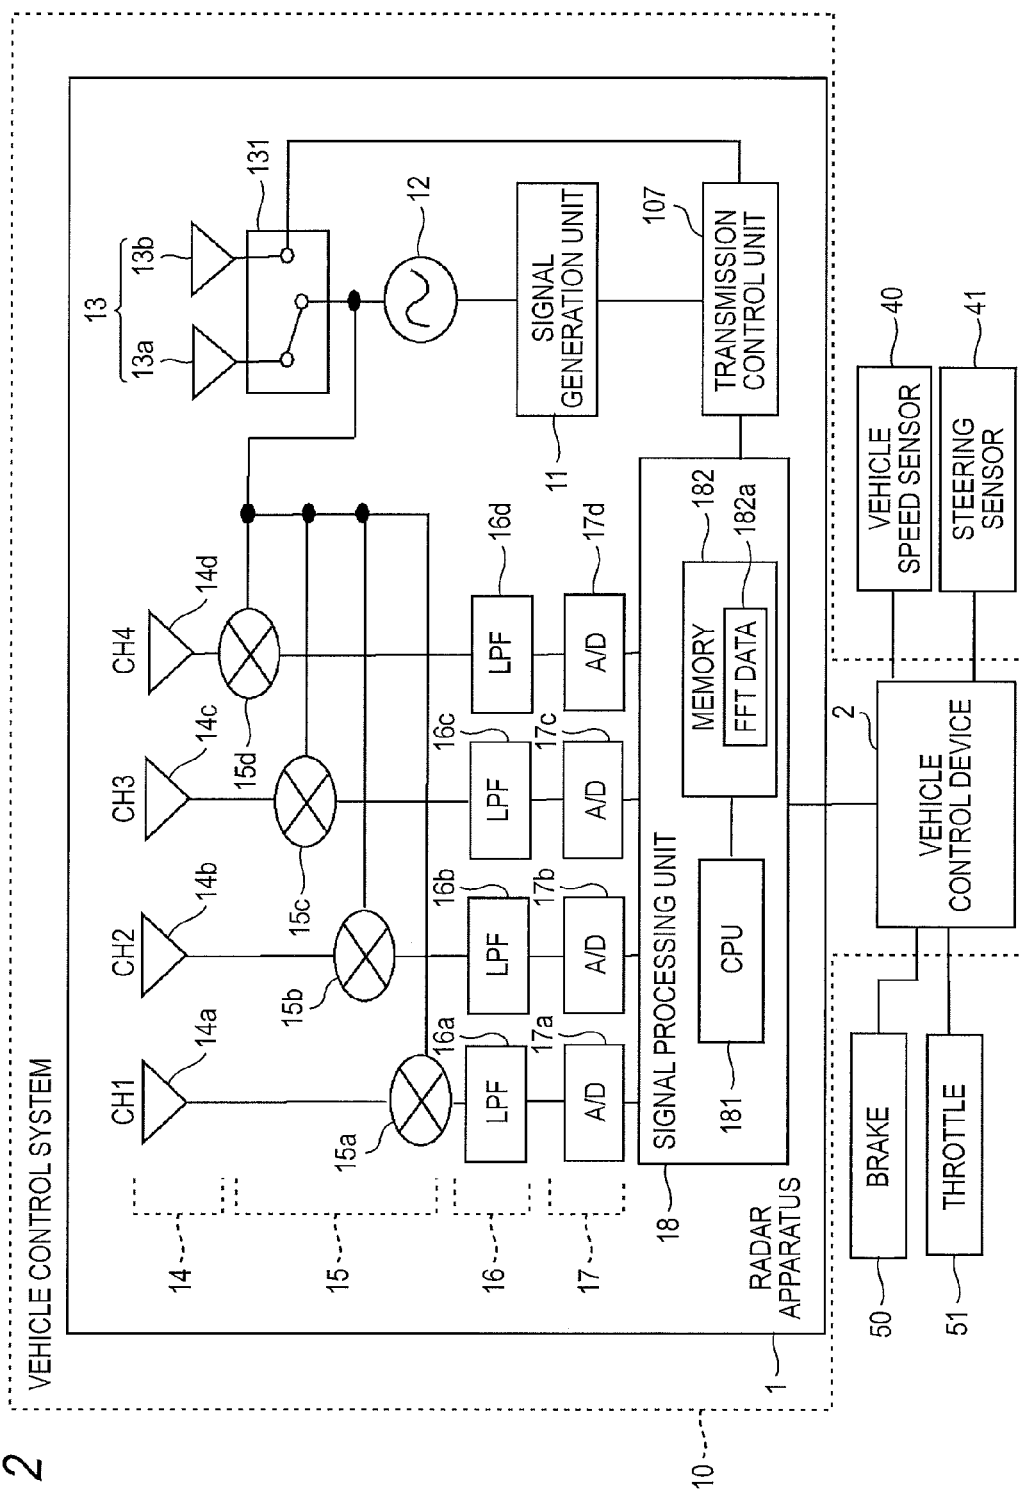 2
VEHICLE CONTROL SYSTEM
10
1
RADAR
APPARATUS
14
15
16
17
18
CH1
CH2
CH3
CH4
14a
14b
14c
14d
13
13a
13b
131
12
15a
15b
15c
15d
LPF
LPF
LPF
LPF
16a
16b
16c
16d
A/D
A/D
A/D
A/D
17a
17b
17c
17d
SIGNAL
GENERATION UNIT
11
TRANSMISSION
CONTROL UNIT
107
SIGNAL PROCESSING UNIT
CPU
181
MEMORY
182
FFT DATA
182a
VEHICLE
CONTROL DEVICE
2
BRAKE
50
THROTTLE
51
VEHICLE
SPEED SENSOR
40
STEERING
SENSOR
41